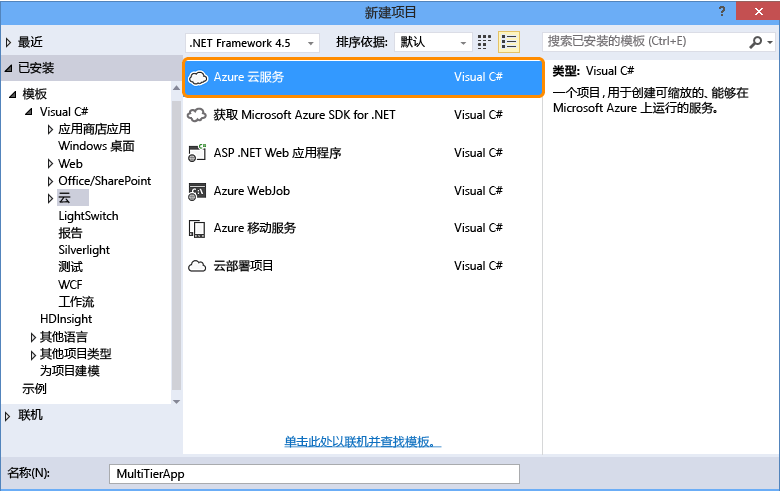 新建项目
?
最近
.NET Framework 4.5
排序依据:
默认
搜索已安装的模板 (Ctrl+E)
已安装
模板
Visual C#
应用商店应用
Windows 桌面
Web
Office/SharePoint
云
LightSwitch
报告
Silverlight
测试
WCF
工作流
HDInsight
其他语言
其他项目类型
为项目建模
示例
联机
Azure 云服务 Visual C#
获取 Microsoft Azure SDK for .NET Visual C#
ASP .NET Web 应用程序 Visual C#
Azure WebJob Visual C#
Azure 移动服务 Visual C#
云部署项目 Visual C#
单击此处以联机并查找模板。
类型: Visual C#
一个项目,用于创建可缩放的、能够在
Microsoft Azure 上运行的服务。
名称(N): MultiTierApp